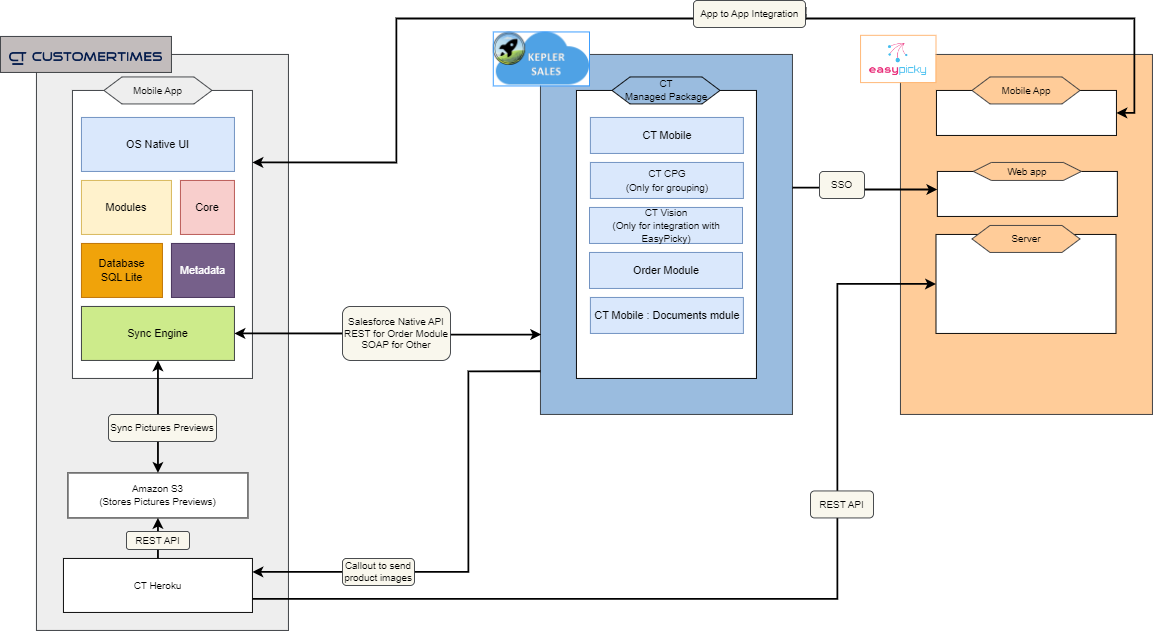 App to App Integration
CT CUSTOMERTIMES
Mobile App
OS Native UI
Modules
Core
Database
SQL Lite
Metadata
Sync Engine
Sync Pictures Previews
Amazon S3
(Stores Pictures Previews)
REST API
CT Heroku
Salesforce Native API
REST for Order Module
SOAP for Other
Callout to send
product images
KEPLER
SALES
CT
Managed Package
CT Mobile
CT CPG
(Only for grouping)
CT Vision
(Only for integration with
EasyPicky)
Order Module
CT Mobile : Documents mdule
SSO
REST API
easypicky
Mobile App
Web app
Server